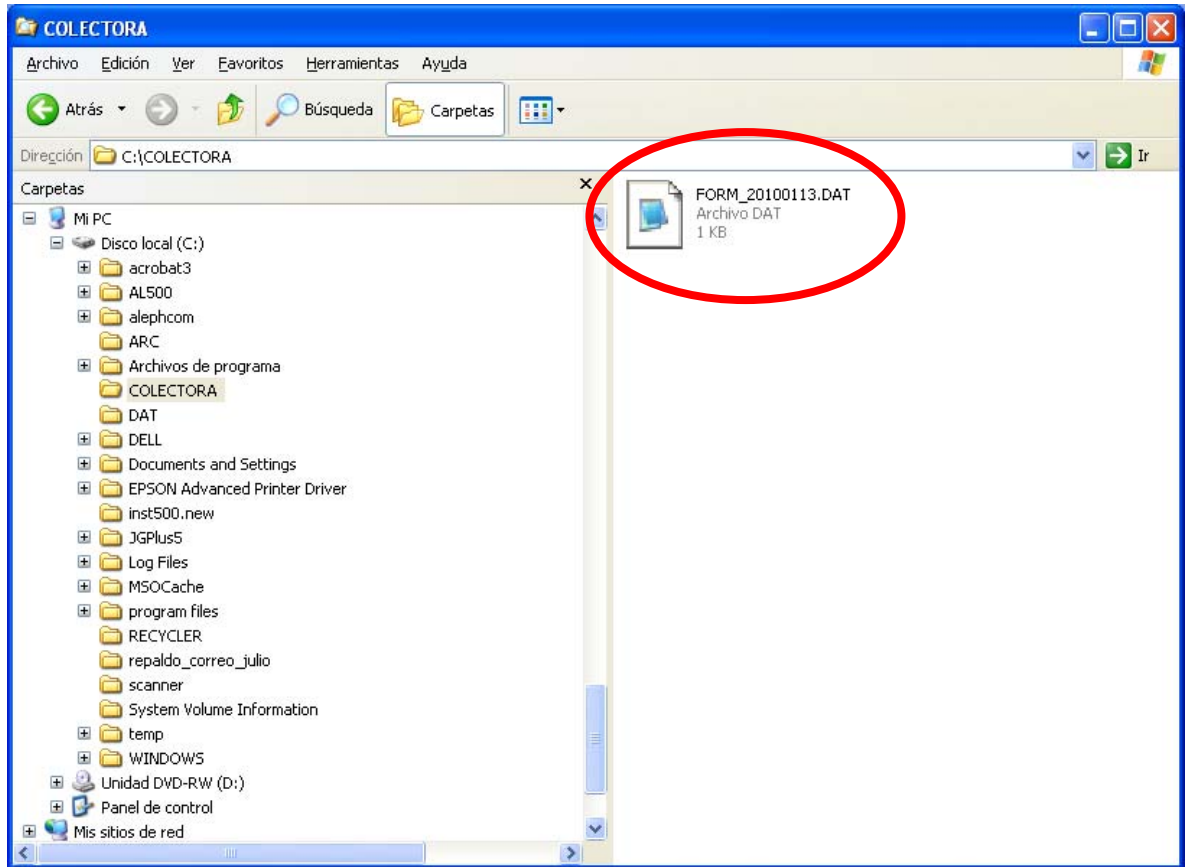 COLECTORA
Archivo Edición Ver Favoritos Herramientas Ayuda
Atrás Búsqueda Carpetas
Dirección C:\COLECTORA Ir
Carpetas
Mi PC
Disco local (C:)
acrobat3
AL500
alephcom
ARC
Archivos de programa
COLECTORA
DAT
DELL
Documents and Settings
EPSON Advanced Printer Driver
inst500.new
JGPlus5
Log Files
MSOCache
program files
RECYCLER
repaldo_correo_julio
scanner
System Volume Information
temp
WINDOWS
Unidad DVD-RW (D:)
Panel de control
Mis sitios de red
FORM_20100113.DAT
Archivo DAT
1 KB